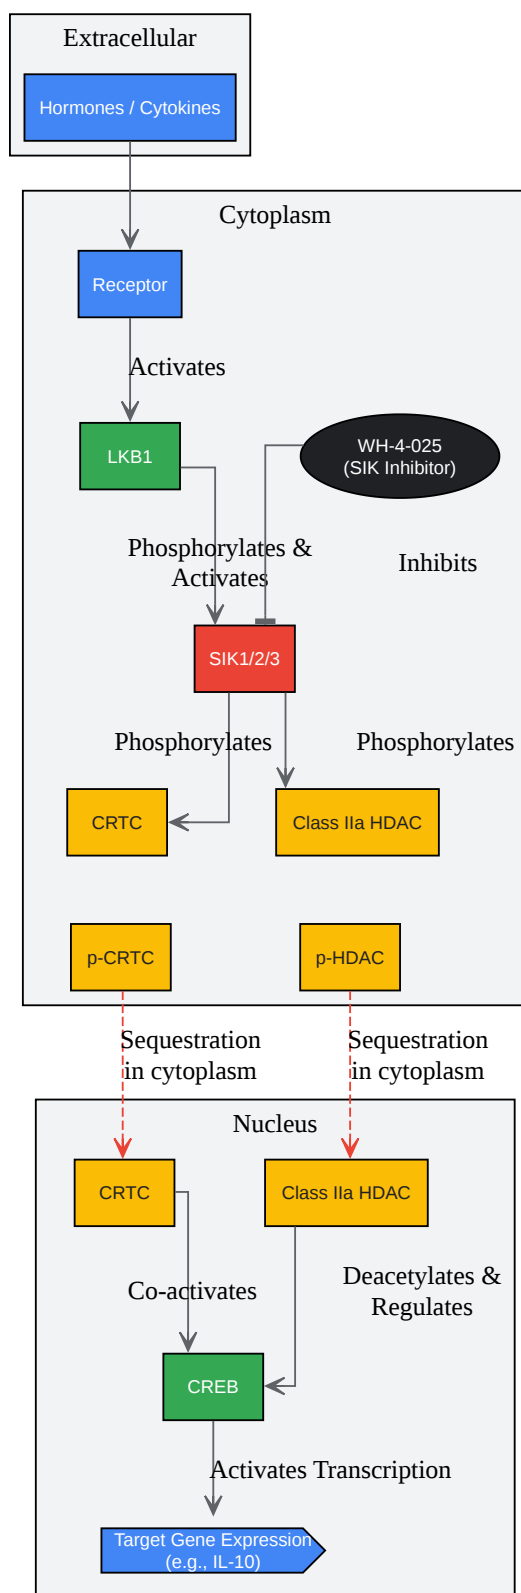 Extracellular
Hormones / Cytokines
Cytoplasm
Receptor
Activates
LKB1
WH-4-025
(SIK Inhibitor)
Phosphorylates &
Activates
Inhibits
SIK1/2/3
Phosphorylates
Phosphorylates
CRTC
Class IIa HDAC
p-CRTC
p-HDAC
Sequestration
in cytoplasm
Sequestration
in cytoplasm
Nucleus
CRTC
Class IIa HDAC
Co-activates
Deacetylates &
Regulates
CREB
Activates Transcription
Target Gene Expression
(e.g., IL-10)